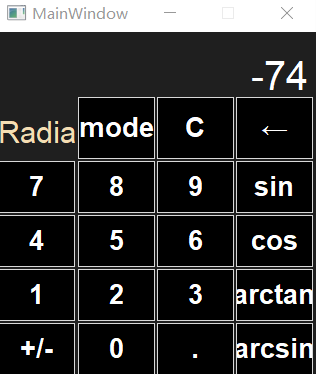 MainWindow
-74
Radia mode C ←
7 8 9 sin
4 5 6 cos
1 2 3 arctan
+/- 0 . arcsin